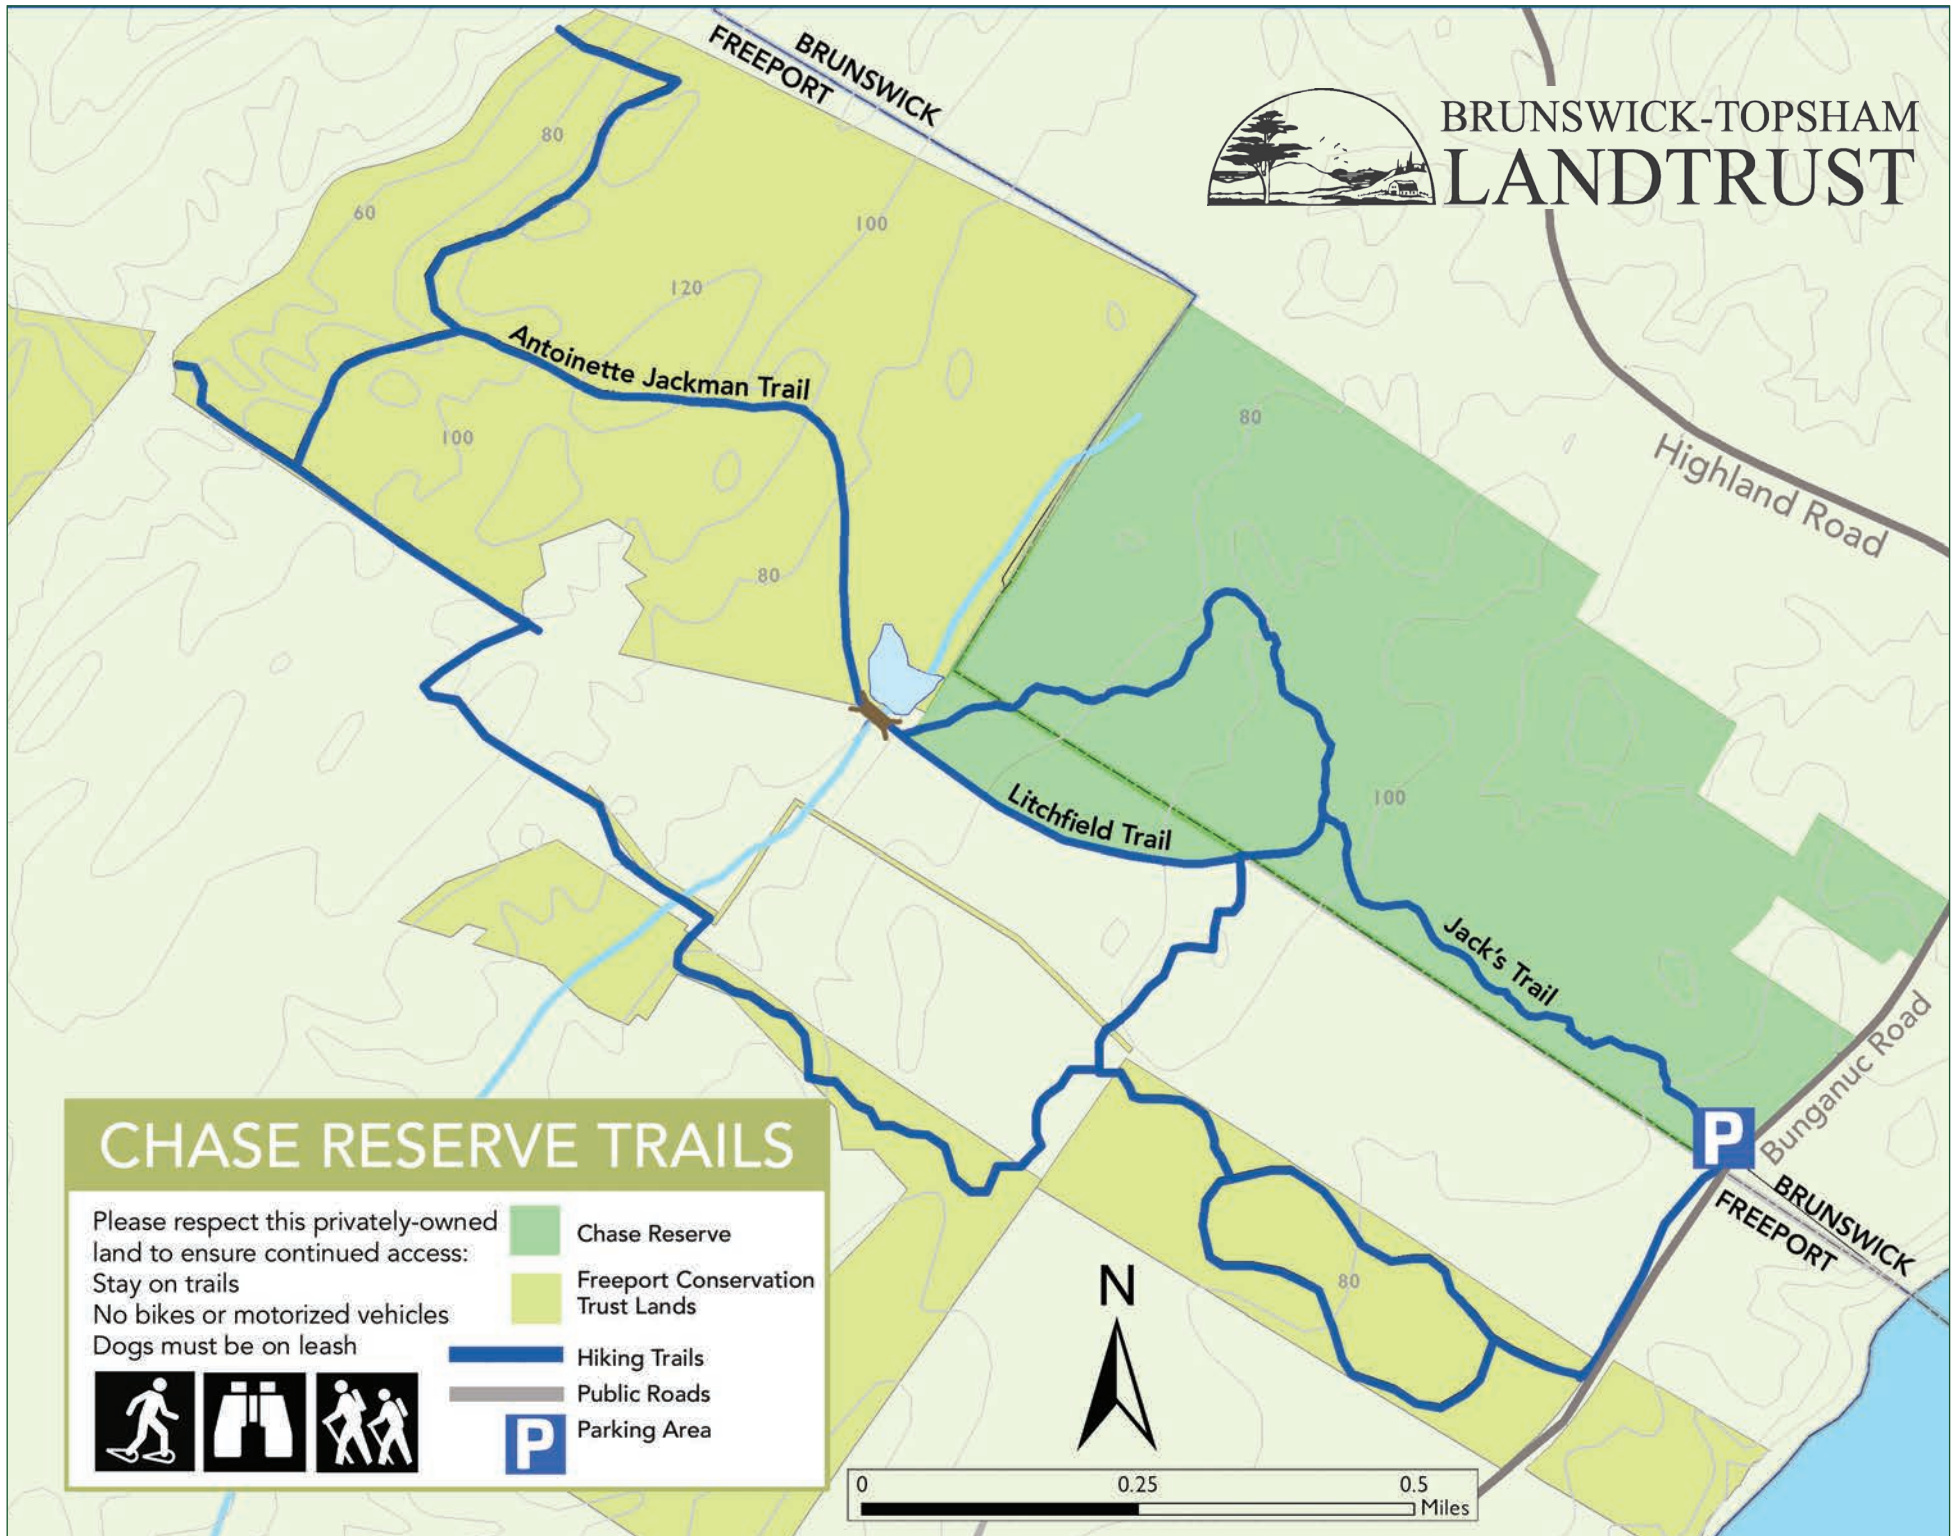 BRUNSWICK
FREEPORT
BRUNSWICK-TOPSHAM
LANDTRUST
80
60
100
120
Antoinette Jackman Trail
100
80
80
Highland Road
Litchfield Trail
100
Jack's Trail
Bunganuc Road
P
BRUNSWICK
FREEPORT
80
CHASE RESERVE TRAILS
Please respect this privately-owned
land to ensure continued access:
Stay on trails
No bikes or motorized vehicles
Dogs must be on leash
Chase Reserve
Freeport Conservation
Trust Lands
Hiking Trails
Public Roads
P
Parking Area
N
0 0.25 0.5
Miles